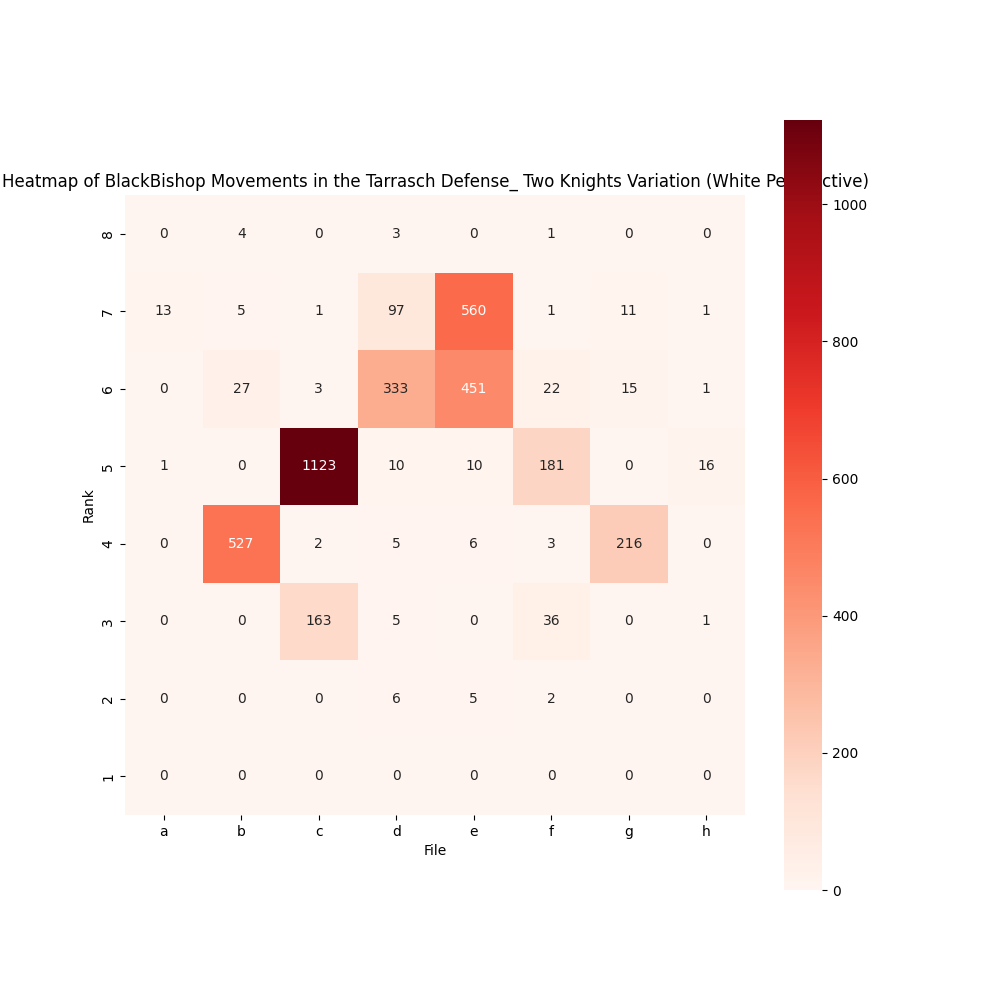 Heatmap of BlackBishop Movements in the Tarrasch Defense_ Two Knights Variation (White Perspective)
8 0 4 0 3 0 1 0 0
7 13 5 1 97 560 1 11 1
6 0 27 3 333 451 22 15 1
5 1 0 1123 10 10 181 0 16
4 0 527 2 5 6 3 216 0
3 0 0 163 5 0 36 0 1
2 0 0 0 6 5 2 0 0
1 0 0 0 0 0 0 0 0
a b c d e f g h
File
Rank
1000
800
600
400
200
0